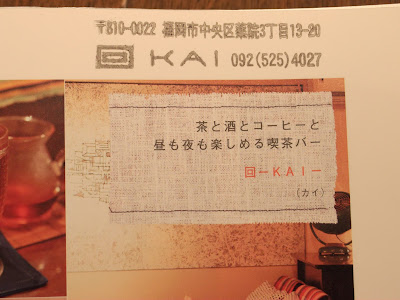 〒810-0022 福岡市中央区薬院3丁目13-20
回 KAI 092(525)4027
茶と酒とコーヒーと
昼も夜も楽しめる喫茶バー
回ーKAIー
(カイ)